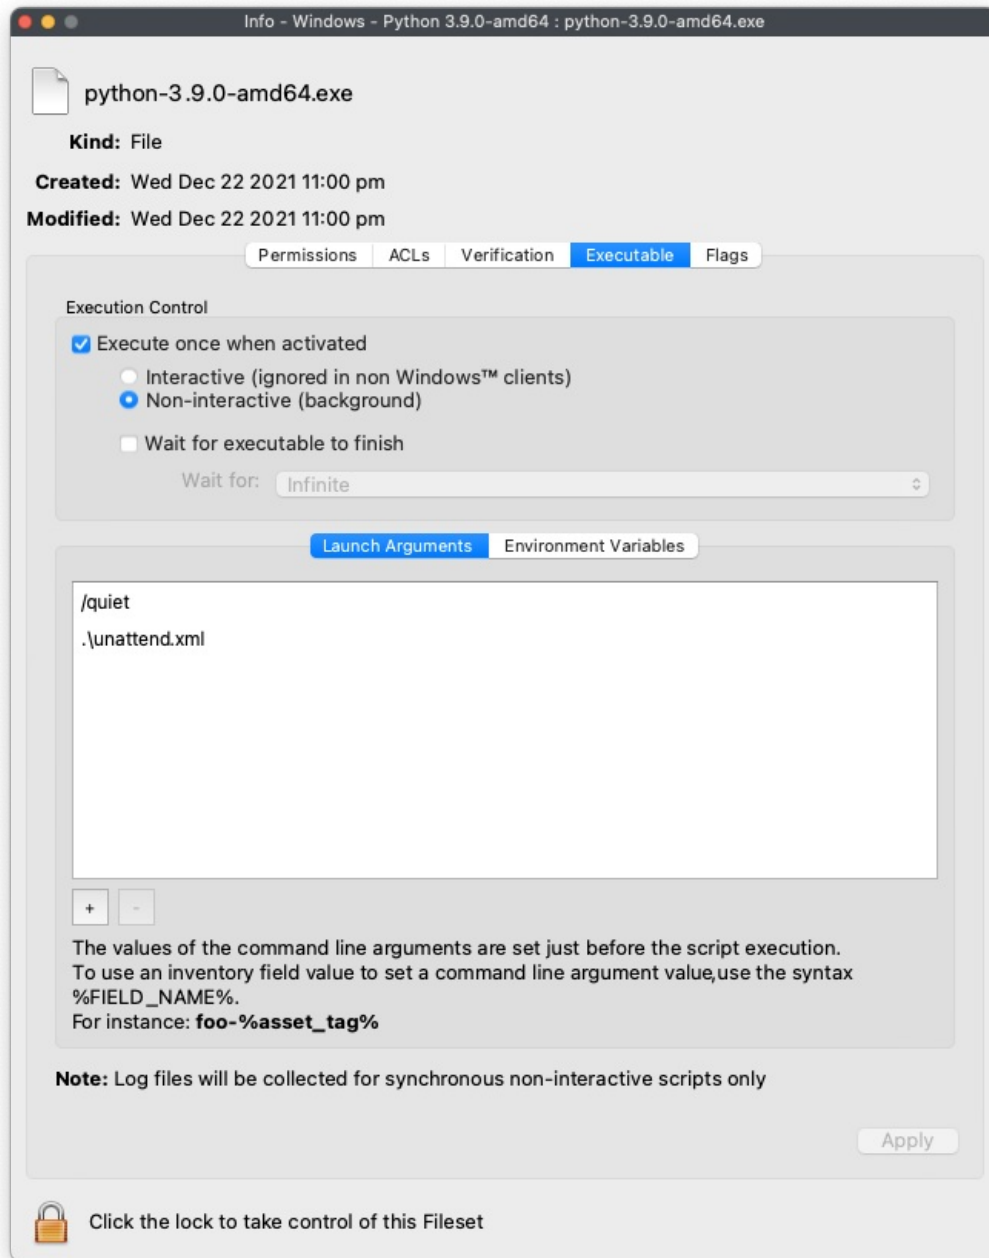 Info - Windows - Python 3.9.0-amd64 : python-3.9.0-amd64.exe
python-3.9.0-amd64.exe
Kind: File
Created: Wed Dec 22 2021 11:00 pm
Modified: Wed Dec 22 2021 11:00 pm
Permissions ACLs Verification Executable Flags
Execution Control
Execute once when activated
Interactive (ignored in non Windows™ clients)
Non-interactive (background)
Wait for executable to finish
Wait for: Infinite
Launch Arguments Environment Variables
/quiet
.\unattend.xml
+ -
The values of the command line arguments are set just before the script execution.
To use an inventory field value to set a command line argument value,use the syntax
%FIELD_NAME%.
For instance: foo-%asset_tag%
Note: Log files will be collected for synchronous non-interactive scripts only
Apply
Click the lock to take control of this Fileset